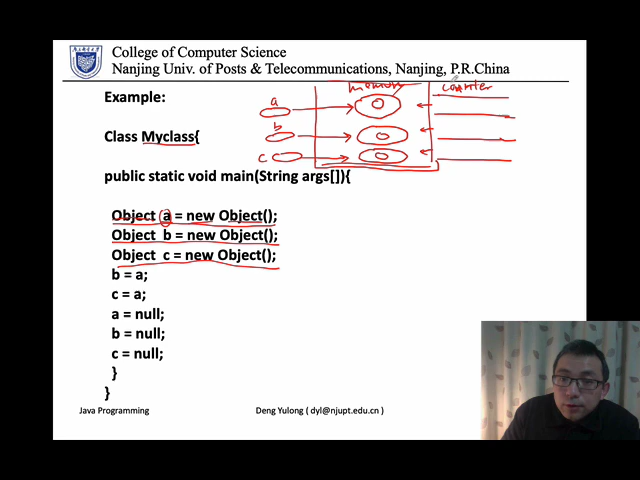 College of Computer Science
Nanjing Univ. of Posts & Telecommunications, Nanjing, P.R.China
Example:
memory
counter
a
b
c
Class Myclass{
public static void main(String args[]){
Object a = new Object();
Object b = new Object();
Object c = new Object();
b = a;
c = a;
a = null;
b = null;
c = null;
}
}
Java Programming
Deng Yulong ( dyl@njupt.edu.cn )